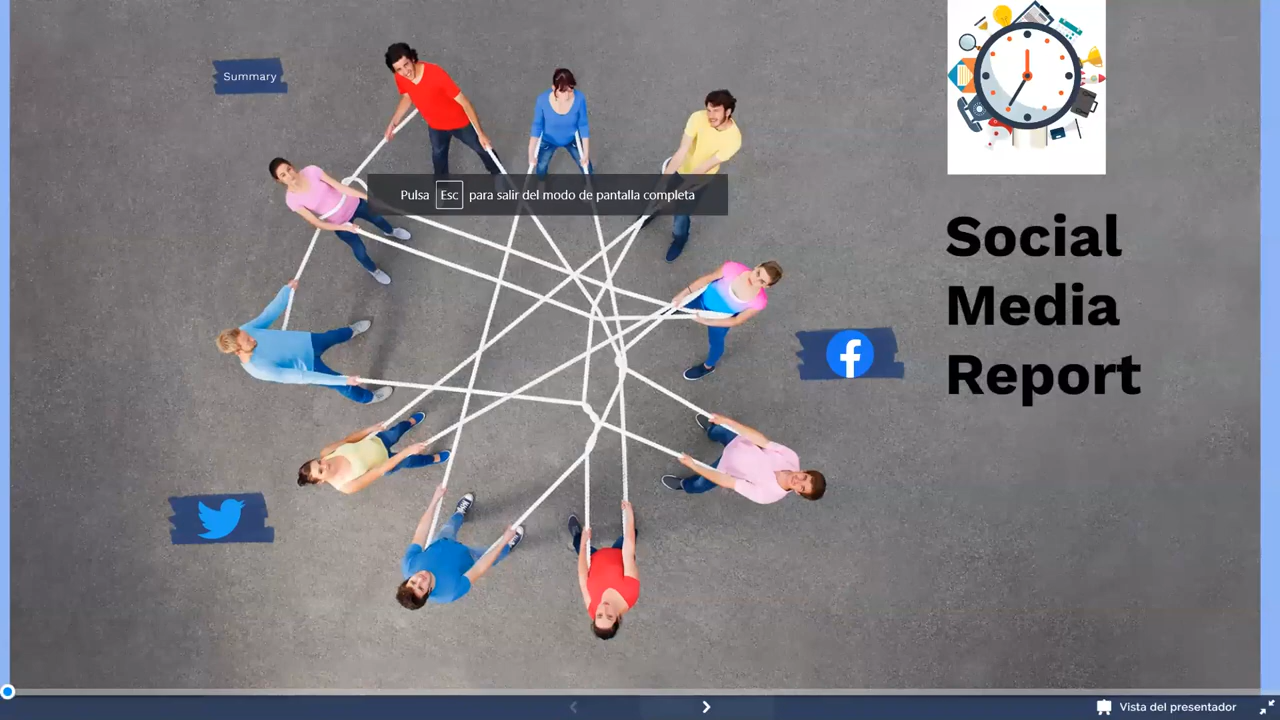 Summary
Pulsa Esc para salir del modo de pantalla completa
Social
Media
Report
Vista del presentador